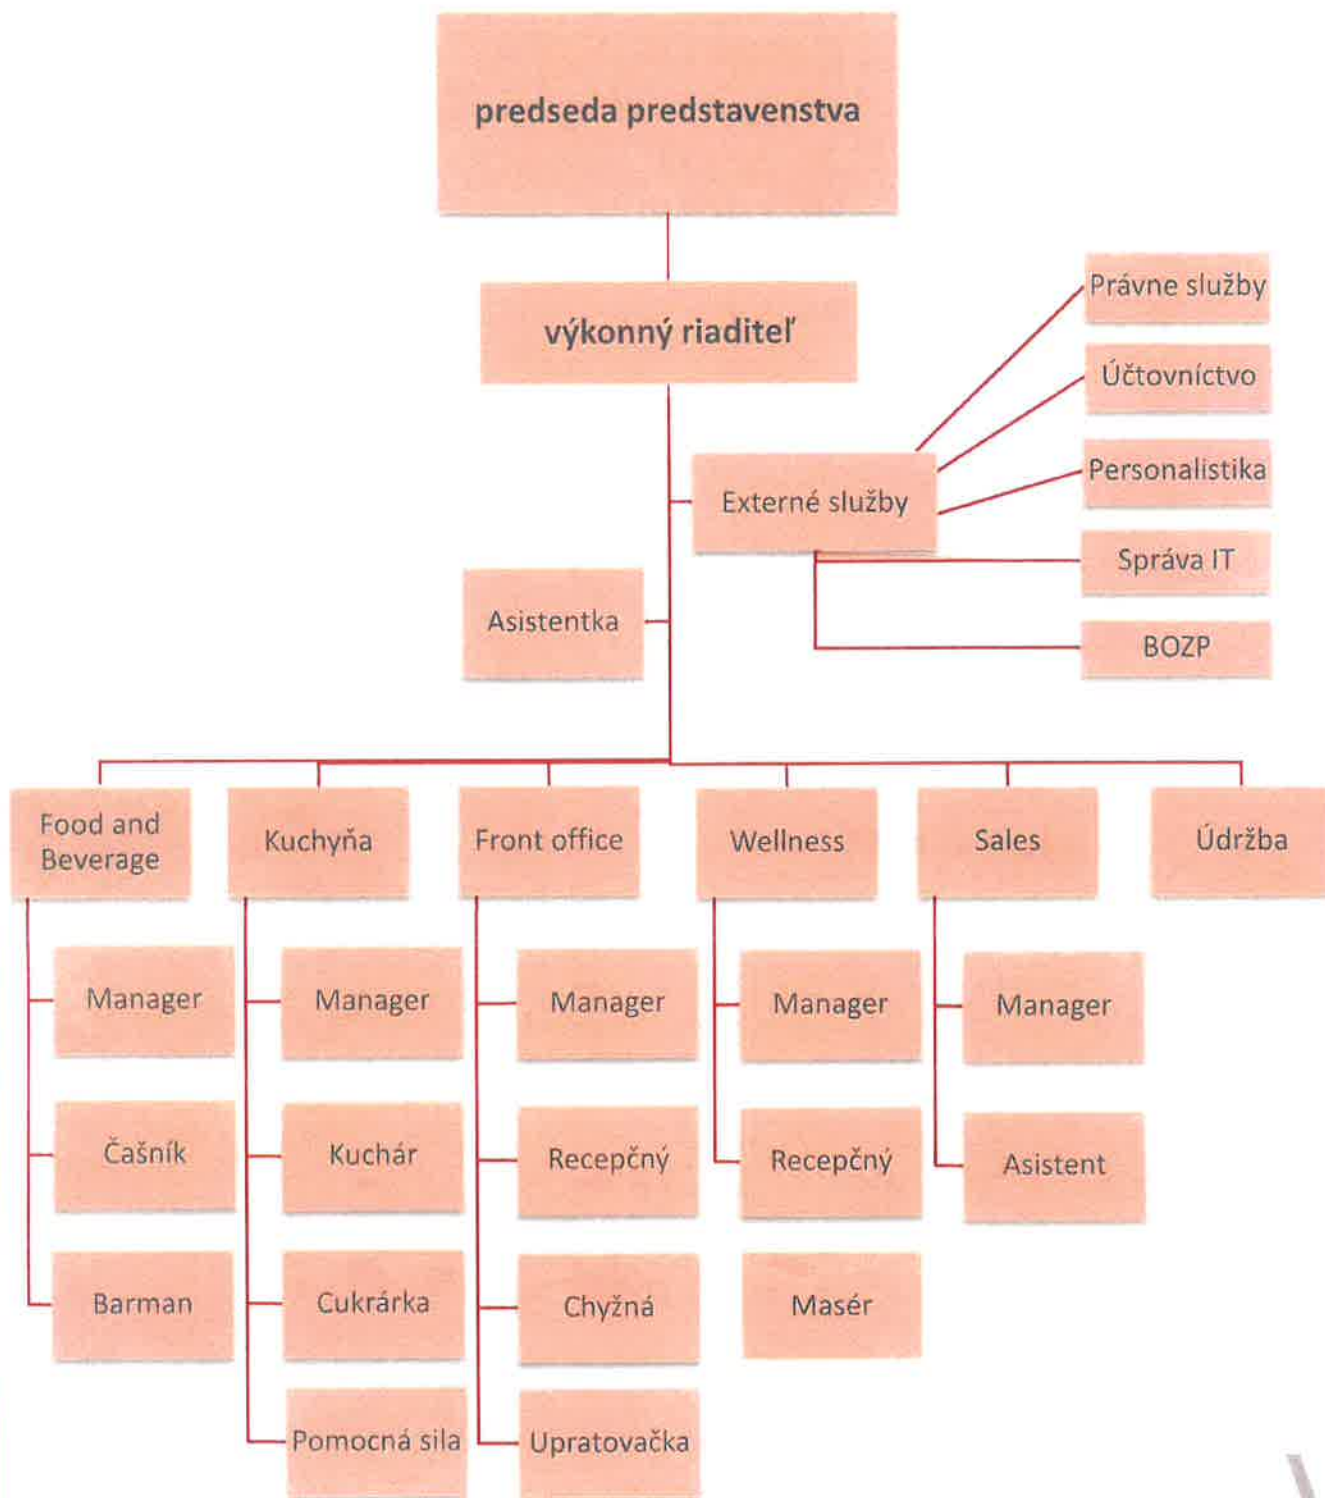 predseda predstavenstva
výkonný riaditeľ
Právne služby
Účtovníctvo
Personalistika
Externé služby
Správa IT
Asistentka
BOZP
Food and
Beverage
Kuchyňa
Front office
Wellness
Sales
Údržba
Manager
Manager
Manager
Manager
Manager
Čašník
Kuchár
Recepčný
Recepčný
Asistent
Barman
Cukrárka
Chyžná
Masér
Pomocná sila
Upratovačka